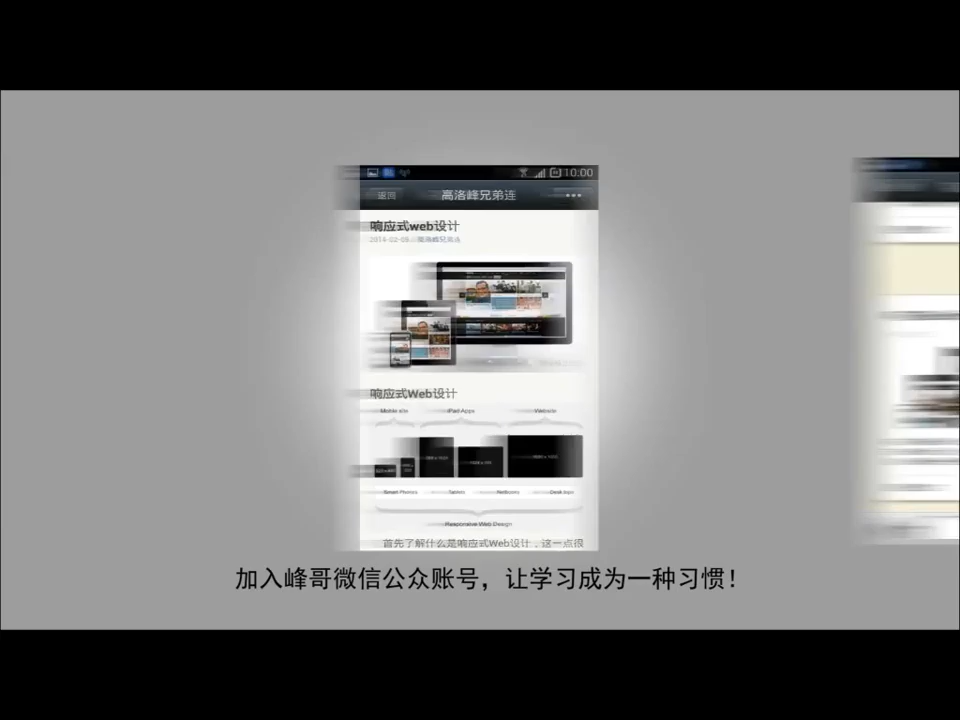 10:00
返回
高洛峰兄弟连
•••
响应式web设计
2014-02-09 高洛峰兄弟连
响应式Web设计
Mobile site iPad Apps Website
Smart Phones Tablets Netbooks Desktops
Responsive Web Design
首先了解什么是响应式Web设计，这一点很
加入峰哥微信公众账号，让学习成为一种习惯！